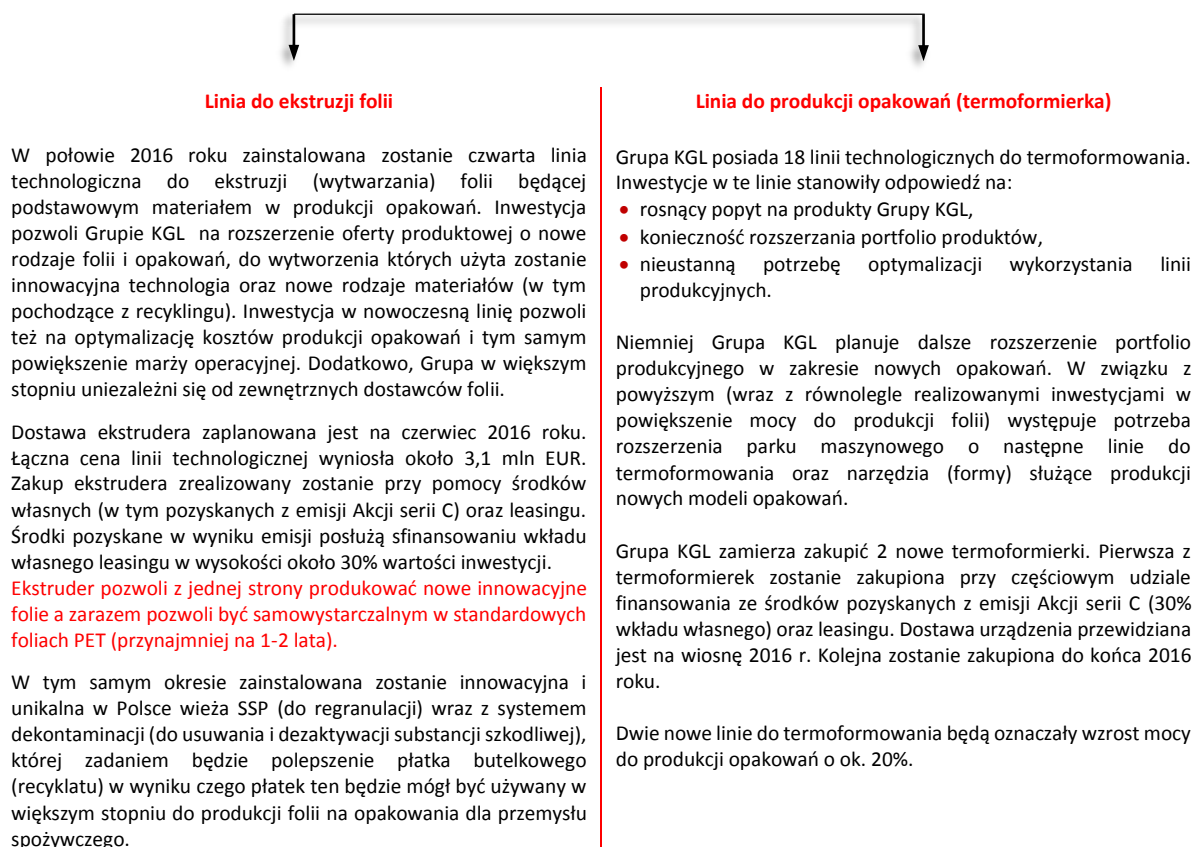 Linia do ekstruzji folii
W połowie 2016 roku zainstalowana zostanie czwarta linia
technologiczna do ekstruzji (wytwarzania) folii będącej
podstawowym materiałem w produkcji opakowań. Inwestycja
pozwoli Grupie KGL na rozszerzenie oferty produktowej o nowe
rodzaje folii i opakowań, do wytworzenia których użyta zostanie
innowacyjna technologia oraz nowe rodzaje materiałów (w tym
pochodzące z recyklingu). Inwestycja w nowoczesną linię pozwoli
też na optymalizację kosztów produkcji opakowań i tym samym
powiększenie marży operacyjnej. Dodatkowo, Grupa w większym
stopniu uniezależni się od zewnętrznych dostawców folii.
Dostawa ekstrudera zaplanowana jest na czerwiec 2016 roku.
Łączna cena linii technologicznej wyniosła około 3,1 mln EUR.
Zakup ekstrudera zrealizowany zostanie przy pomocy środków
własnych (w tym pozyskanych z emisji Akcji serii C) oraz leasingu.
Środki pozyskane w wyniku emisji posłużą sfinansowaniu wkładu
własnego leasingu w wysokości około 30% wartości inwestycji.
Ekstruder pozwoli z jednej strony produkować nowe innowacyjne
folie a zarazem pozwoli być samowystarczalnym w standardowych
foliach PET (przynajmniej na 1-2 lata).
W tym samym okresie zainstalowana zostanie innowacyjna i
unikalna w Polsce wieża SSP (do regranulacji) wraz z systemem
dekontaminacji (do usuwania i dezaktywacji substancji szkodliwej),
której zadaniem będzie polepszenie płatka butelkowego
(recyklatu) w wyniku czego płatek ten będzie mógł być używany w
większym stopniu do produkcji folii na opakowania dla przemysłu
spożywczego.
Linia do produkcji opakowań (termoformierka)
Grupa KGL posiada 18 linii technologicznych do termoformowania.
Inwestycje w te linie stanowiły odpowiedź na:
• rosnący popyt na produkty Grupy KGL,
• konieczność rozszerzania portfolio produktów,
• nieustanną potrzebę optymalizacji wykorzystania linii
produkcyjnych.
Niemniej Grupa KGL planuje dalsze rozszerzenie portfolio
produkcyjnego w zakresie nowych opakowań. W związku z
powyższym (wraz z równolegle realizowanymi inwestycjami w
powiększenie mocy do produkcji folii) występuje potrzeba
rozszerzenia parku maszynowego o następne linie do
termoformowania oraz narzędzia (formy) służące produkcji
nowych modeli opakowań.
Grupa KGL zamierza zakupić 2 nowe termoformierki. Pierwsza z
termoformierek zostanie zakupiona przy częściowym udziale
finansowania ze środków pozyskanych z emisji Akcji serii C (30%
wkładu własnego) oraz leasingu. Dostawa urządzenia przewidziana
jest na wiosnę 2016 r. Kolejna zostanie zakupiona do końca 2016
roku.
Dwie nowe linie do termoformowania będą oznaczały wzrost mocy
do produkcji opakowań o ok. 20%.